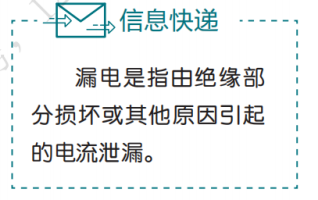 信息快递
漏电是指由绝缘部
分损坏或其他原因引起
的电流泄漏。